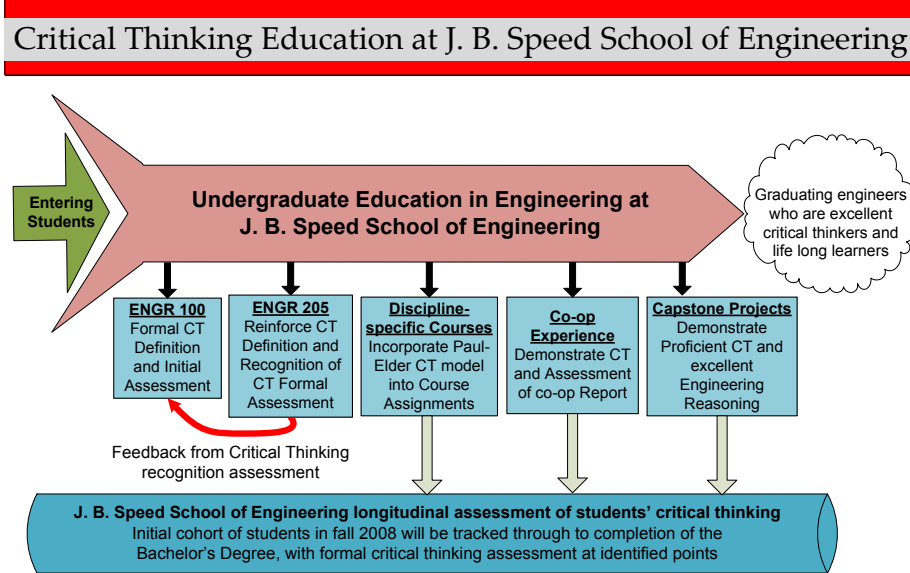 Critical Thinking Education at J. B. Speed School of Engineering
Entering
Students
Undergraduate Education in Engineering at
J. B. Speed School of Engineering
Graduating engineers
who are excellent
critical thinkers and
life long learners
ENGR 100
Formal CT
Definition
and Initial
Assessment
ENGR 205
Reinforce CT
Definition and
Recognition of
CT Formal
Assessment
Discipline-
specific Courses
Incorporate Paul-
Elder CT model
into Course
Assignments
Co-op
Experience
Demonstrate CT
and Assessment
of co-op Report
Capstone Projects
Demonstrate
Proficient CT and
excellent
Engineering
Reasoning
Feedback from Critical Thinking
recognition assessment
J. B. Speed School of Engineering longitudinal assessment of students’ critical thinking
Initial cohort of students in fall 2008 will be tracked through to completion of the
Bachelor’s Degree, with formal critical thinking assessment at identified points